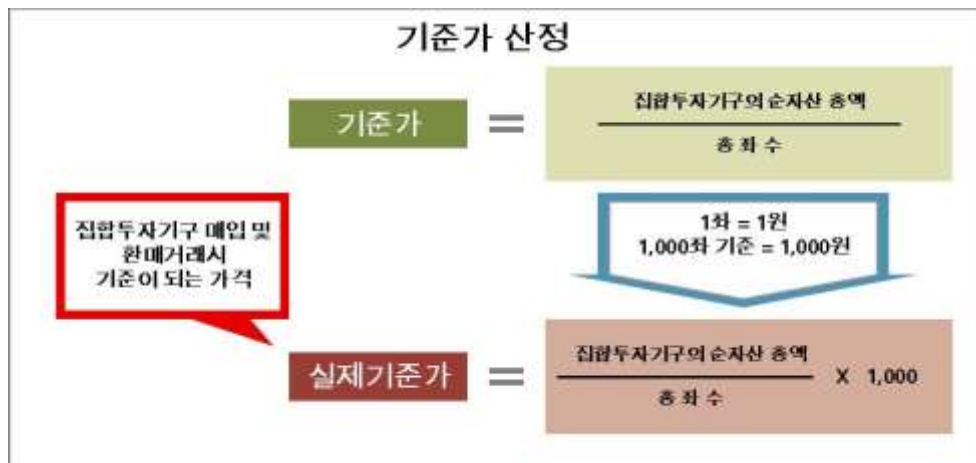 기준가 산정
기준가 =
집합투자기구의 순자산 총액
총 좌 수
집합투자기구 매입 및
환매거래시
기준이 되는 가격
1좌 = 1원
1,000좌 기준 = 1,000원
실제기준가 =
집합투자기구의 순자산 총액
총 좌 수
X 1,000